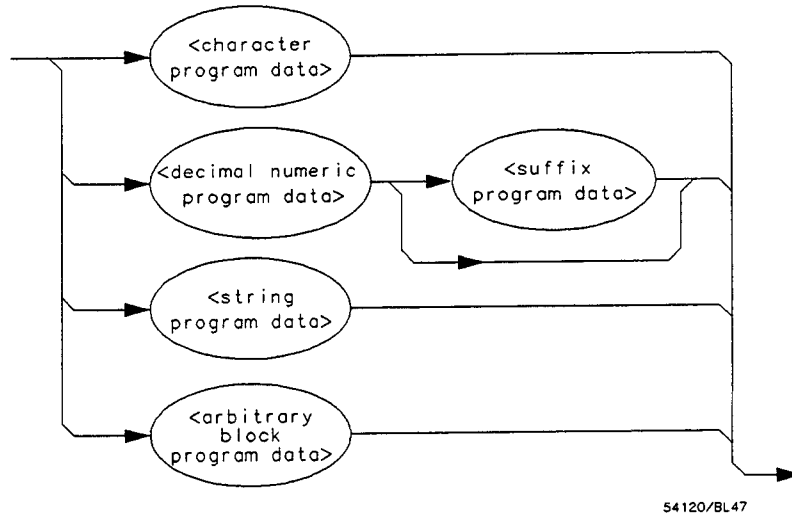 <character
program data>
<decimal numeric
program data>
<suffix
program data>
<string
program data>
<arbitrary
block
program data>
54120/BL47